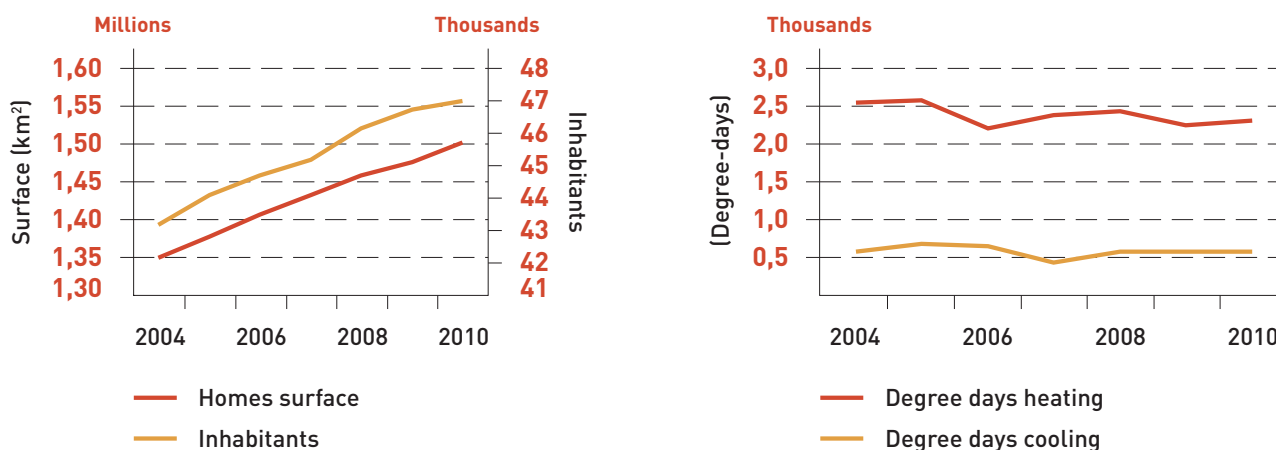 Millions
Thousands
Surface (km²)
1,60
1,55
1,50
1,45
1,40
1,35
1,30
48
47
46
45
44
43
42
41
Inhabitants
2004 2006 2008 2010
Homes surface
Inhabitants
Thousands
(Degree-days)
3,0
2,5
2,0
1,5
1,0
0,5
2004 2006 2008 2010
Degree days heating
Degree days cooling